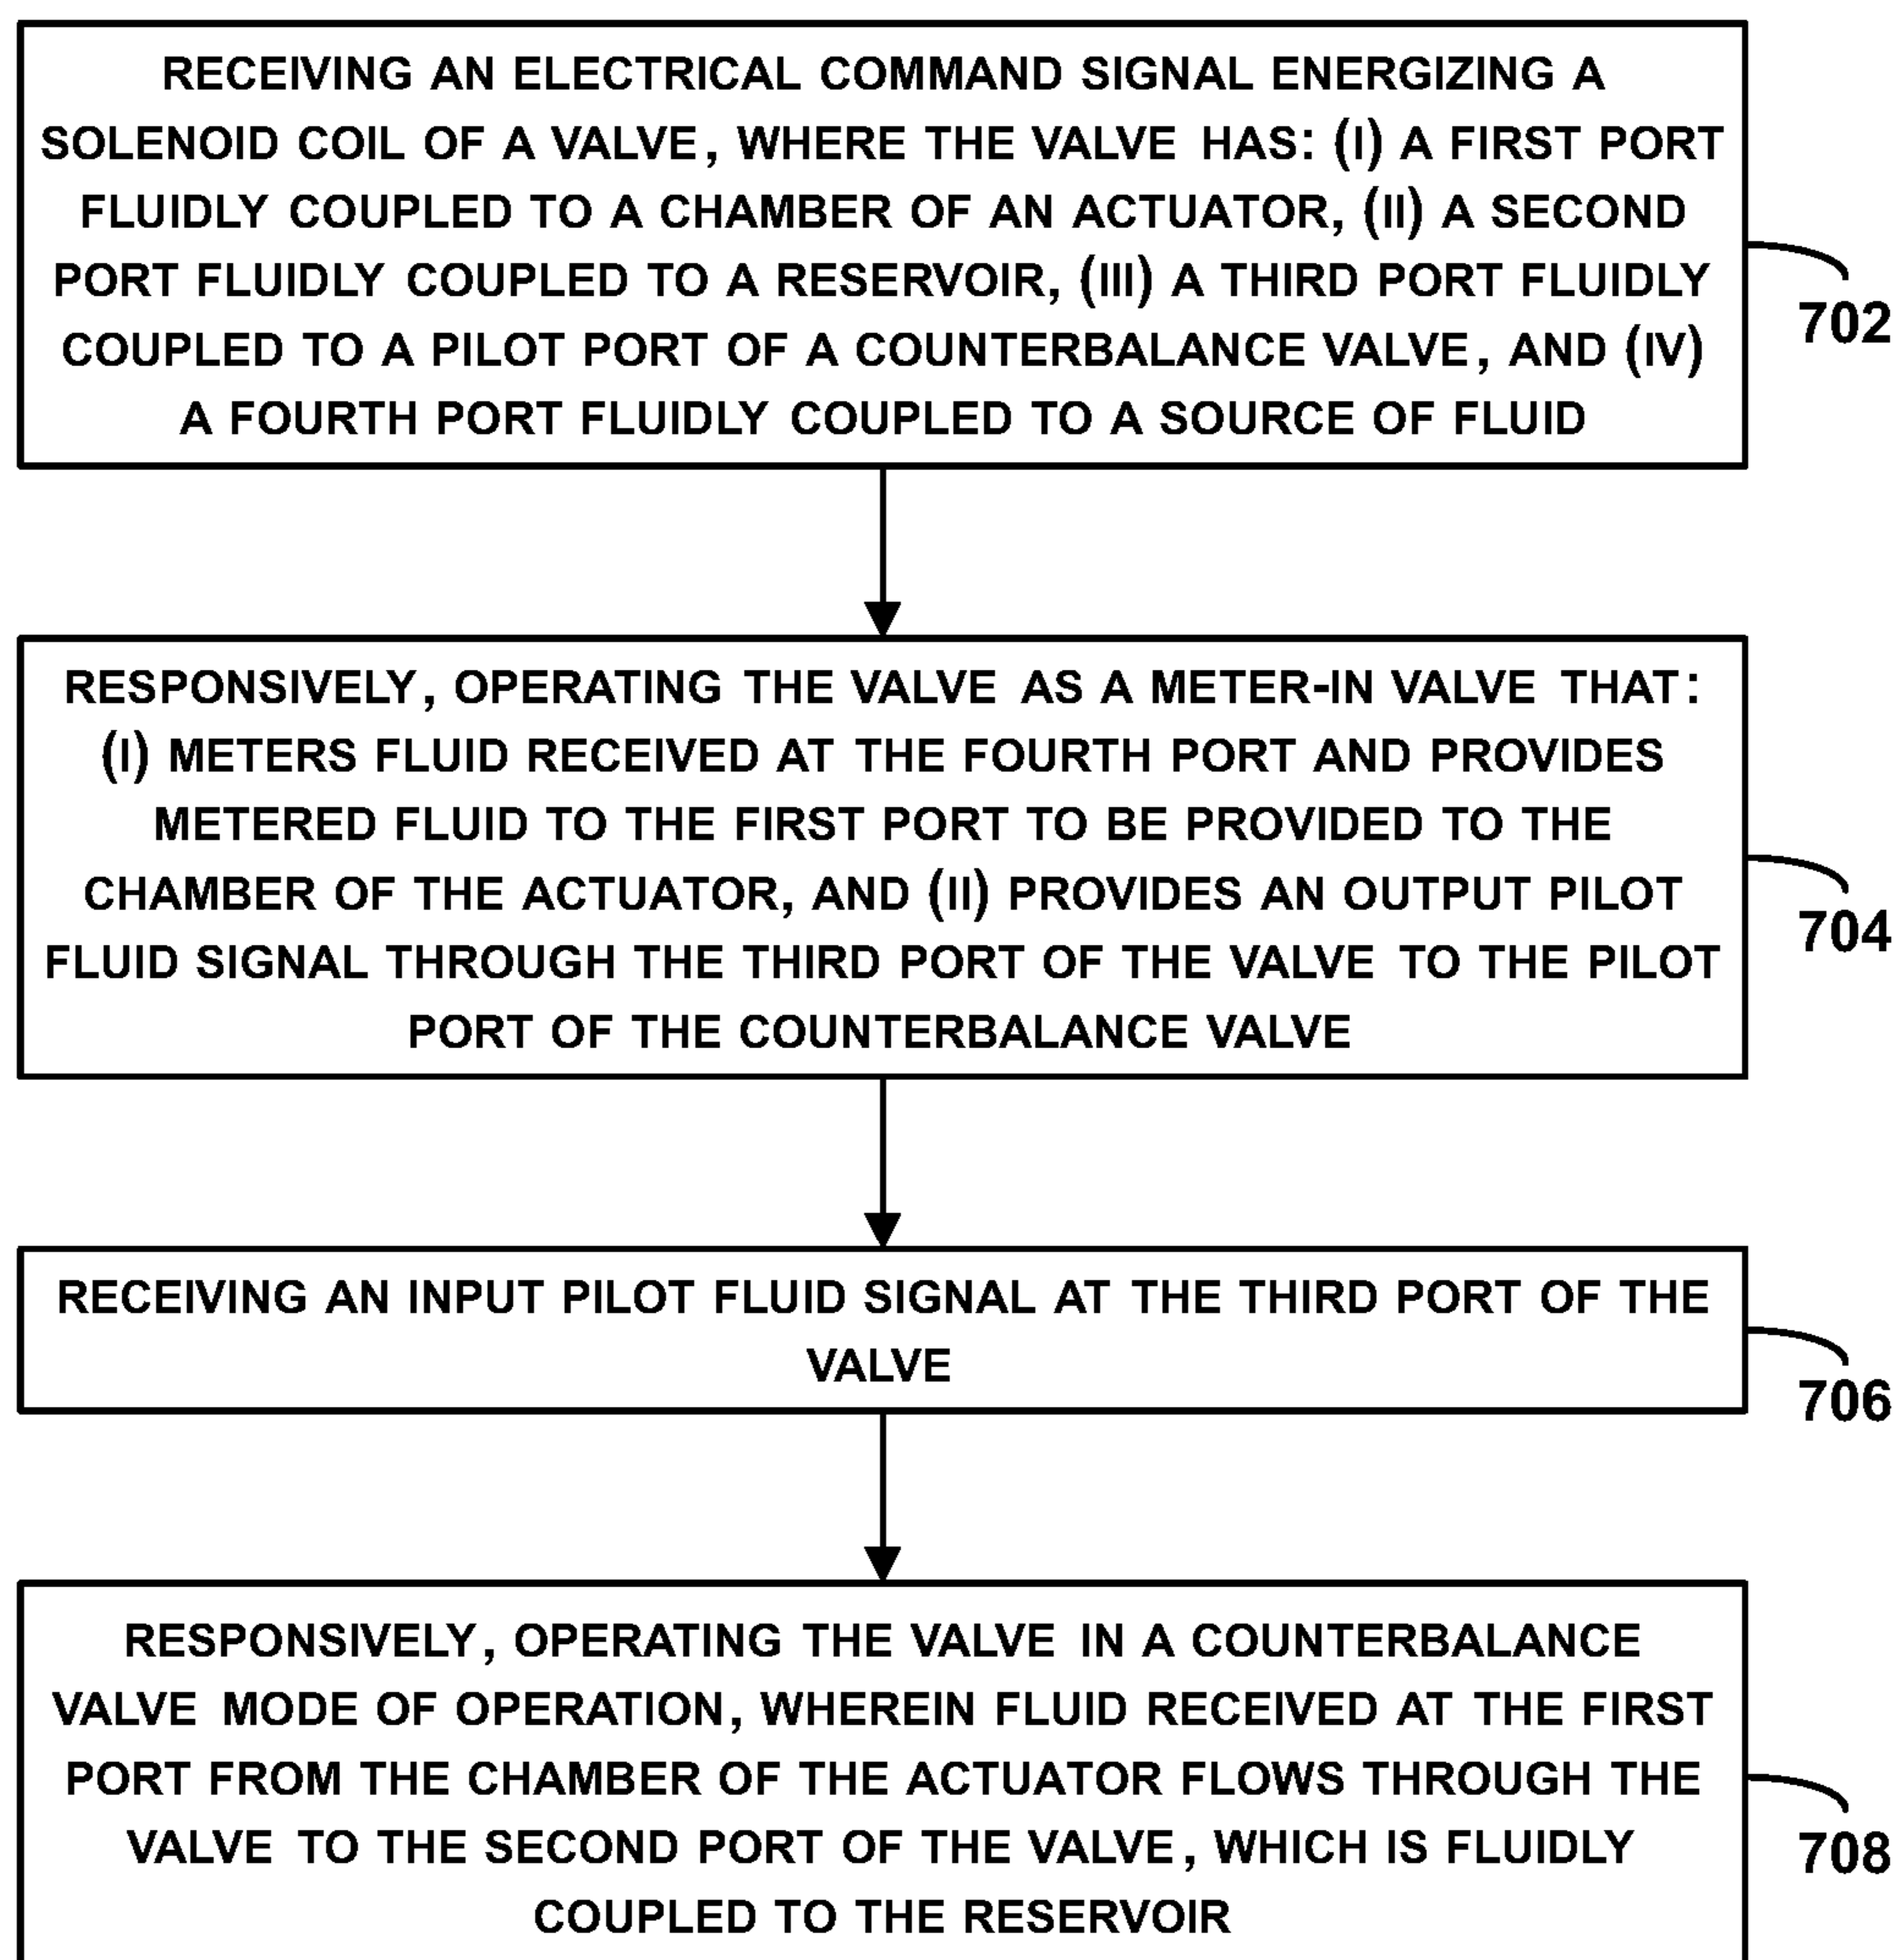 RECEIVING AN ELECTRICAL COMMAND SIGNAL ENERGIZING A
SOLENOID COIL OF A VALVE, WHERE THE VALVE HAS: (I) A FIRST PORT
FLUIDLY COUPLED TO A CHAMBER OF AN ACTUATOR, (II) A SECOND
PORT FLUIDLY COUPLED TO A RESERVOIR, (III) A THIRD PORT FLUIDLY
COUPLED TO A PILOT PORT OF A COUNTERBALANCE VALVE, AND (IV)
A FOURTH PORT FLUIDLY COUPLED TO A SOURCE OF FLUID
702
RESPONSIVELY, OPERATING THE VALVE AS A METER-IN VALVE THAT:
(I) METERS FLUID RECEIVED AT THE FOURTH PORT AND PROVIDES
METERED FLUID TO THE FIRST PORT TO BE PROVIDED TO THE
CHAMBER OF THE ACTUATOR, AND (II) PROVIDES AN OUTPUT PILOT
FLUID SIGNAL THROUGH THE THIRD PORT OF THE VALVE TO THE PILOT
PORT OF THE COUNTERBALANCE VALVE
704
RECEIVING AN INPUT PILOT FLUID SIGNAL AT THE THIRD PORT OF THE
VALVE
706
RESPONSIVELY, OPERATING THE VALVE IN A COUNTERBALANCE
VALVE MODE OF OPERATION, WHEREIN FLUID RECEIVED AT THE FIRST
PORT FROM THE CHAMBER OF THE ACTUATOR FLOWS THROUGH THE
VALVE TO THE SECOND PORT OF THE VALVE, WHICH IS FLUIDLY
COUPLED TO THE RESERVOIR
708